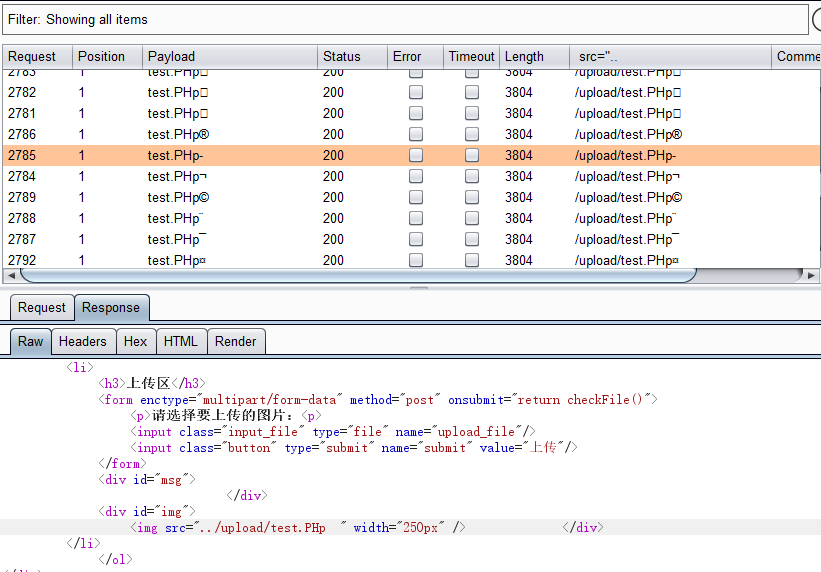 Filter: Showing all items
Request Position Payload Status Error Timeout Length src=".. Comme
2783 1 test.PHp□ 200 3804 /upload/test.PHp□
2782 1 test.PHp□ 200 3804 /upload/test.PHp□
2781 1 test.PHp□ 200 3804 /upload/test.PHp□
2786 1 test.PHp® 200 3804 /upload/test.PHp®
2785 1 test.PHp- 200 3804 /upload/test.PHp-
2784 1 test.PHp¬ 200 3804 /upload/test.PHp¬
2789 1 test.PHp© 200 3804 /upload/test.PHp©
2788 1 test.PHp¨ 200 3804 /upload/test.PHp¨
2787 1 test.PHp¯ 200 3804 /upload/test.PHp¯
2792 1 test.PHp¤ 200 3804 /upload/test.PHp¤
Request Response
Raw Headers Hex HTML Render
<li>
<h3>上传区</h3>
<form enctype="multipart/form-data" method="post" onsubmit="return checkFile()">
<p>请选择要上传的图片：<p>
<input class="input_file" type="file" name="upload_file"/>
<input class="button" type="submit" name="submit" value="上传"/>
</form>
<div id="msg">
</div>
<div id="img">
<img src="../upload/test.PHp  " width="250px" /> </div>
</li>
</ol>